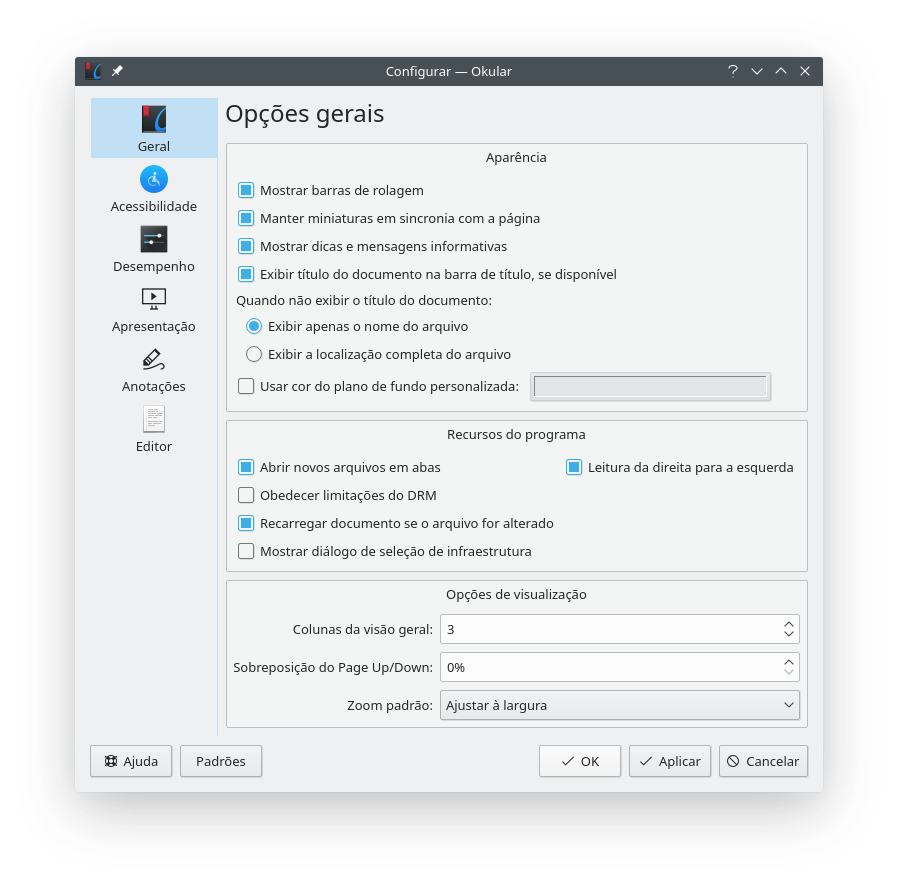 Configurar — Okular
Geral
Acessibilidade
Desempenho
Apresentação
Anotações
Editor
Opções gerais
Aparência
Mostrar barras de rolagem
Manter miniaturas em sincronia com a página
Mostrar dicas e mensagens informativas
Exibir título do documento na barra de título, se disponível
Quando não exibir o título do documento:
Exibir apenas o nome do arquivo
Exibir a localização completa do arquivo
Usar cor do plano de fundo personalizada:
Recursos do programa
Abrir novos arquivos em abas
Leitura da direita para a esquerda
Obedecer limitações do DRM
Recarregar documento se o arquivo for alterado
Mostrar diálogo de seleção de infraestrutura
Opções de visualização
Colunas da visão geral: 3
Sobreposição do Page Up/Down: 0%
Zoom padrão: Ajustar à largura
Ajuda Padrões OK Aplicar Cancelar